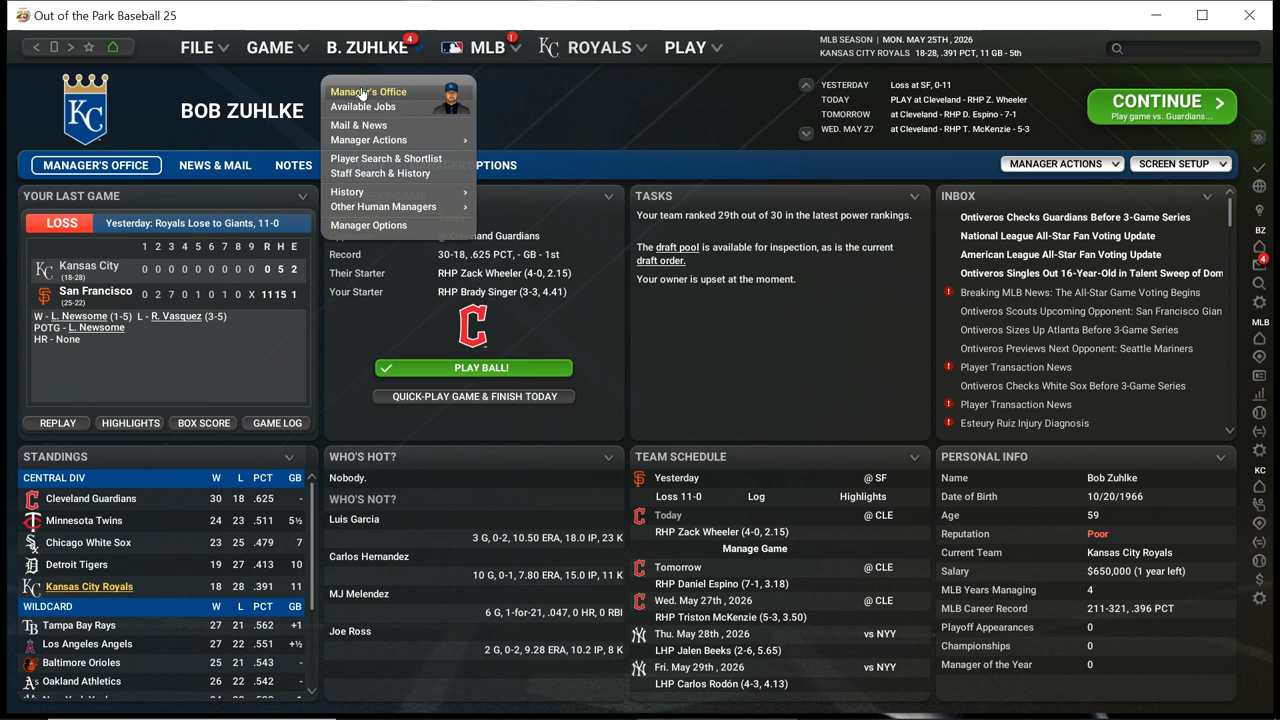 Out of the Park Baseball 25
FILE
GAME
B. ZUHLKE
4
MLB
!
ROYALS
PLAY
MLB SEASON | MON. MAY 25TH , 2026
KANSAS CITY ROYALS 18-28, .391 PCT, 11 GB - 5th
BOB ZUHLKE
Manager's Office
Available Jobs
Mail & News
Manager Actions
Player Search & Shortlist
Staff Search & History
History
Other Human Managers
Manager Options
YESTERDAY Loss at SF, 0-11
TODAY PLAY at Cleveland - RHP Z. Wheeler
TOMORROW at Cleveland - RHP D. Espino - 7-1
WED. MAY 27 at Cleveland - RHP T. McKenzie - 5-3
CONTINUE
Play game vs. Guardians...
MANAGER'S OFFICE
NEWS & MAIL
NOTES
OPTIONS
MANAGER ACTIONS
SCREEN SETUP
YOUR LAST GAME
LOSS Yesterday: Royals Lose to Giants, 11-0
1 2 3 4 5 6 7 8 9 R H E
KC Kansas City 0 0 0 0 0 0 0 0 0 0 5 2
(18-28)
San Francisco 0 2 7 0 1 0 1 0 X 11 15 1
(25-22)
W - L. Newsome (1-5) L - R. Vasquez (3-5)
POTG - L. Newsome
HR - None
REPLAY
HIGHLIGHTS
BOX SCORE
GAME LOG
@ Cleveland Guardians
Record 30-18, .625 PCT, - GB - 1st
Their Starter RHP Zack Wheeler (4-0, 2.15)
Your Starter RHP Brady Singer (3-3, 4.41)
PLAY BALL!
QUICK-PLAY GAME & FINISH TODAY
TASKS
Your team ranked 29th out of 30 in the latest power rankings.
The draft pool is available for inspection, as is the current
draft order.
Your owner is upset at the moment.
INBOX
Ontiveros Checks Guardians Before 3-Game Series
National League All-Star Fan Voting Update
American League All-Star Fan Voting Update
Ontiveros Singles Out 16-Year-Old in Talent Sweep of Dom
! Breaking MLB News: The All-Star Game Voting Begins
Ontiveros Scouts Upcoming Opponent: San Francisco Gian
Ontiveros Sizes Up Atlanta Before 3-Game Series
Ontiveros Previews Next Opponent: Seattle Mariners
! Player Transaction News
Ontiveros Checks White Sox Before 3-Game Series
! Player Transaction News
! Esteury Ruiz Injury Diagnosis
BZ
4
MLB
KC
STANDINGS
CENTRAL DIV W L PCT GB
Cleveland Guardians 30 18 .625 -
Minnesota Twins 24 23 .511 5½
Chicago White Sox 23 25 .479 7
Detroit Tigers 19 27 .413 10
Kansas City Royals 18 28 .391 11
WILDCARD W L PCT GB
Tampa Bay Rays 27 21 .562 +1
Los Angeles Angels 27 22 .551 +½
Baltimore Orioles 25 21 .543 -
Oakland Athletics 26 22 .542 -
WHO'S HOT?
Nobody.
WHO'S NOT?
Luis Garcia
3 G, 0-2, 10.50 ERA, 18.0 IP, 23 K
Carlos Hernandez
10 G, 0-1, 7.80 ERA, 15.0 IP, 11 K
MJ Melendez
6 G, 1-for-21, .047, 0 HR, 0 RBI
Joe Ross
2 G, 0-2, 9.28 ERA, 10.2 IP, 8 K
TEAM SCHEDULE
Yesterday @ SF
Loss 11-0 Log Highlights
Today @ CLE
RHP Zack Wheeler (4-0, 2.15)
Manage Game
Tomorrow @ CLE
RHP Daniel Espino (7-1, 3.18)
Wed. May 27th , 2026 @ CLE
RHP Triston McKenzie (5-3, 3.50)
Thu. May 28th , 2026 vs NYY
LHP Jalen Beeks (2-6, 5.65)
Fri. May 29th , 2026 vs NYY
LHP Carlos Rodón (4-3, 4.13)
PERSONAL INFO
Name Bob Zuhlke
Date of Birth 10/20/1966
Age 59
Reputation Poor
Current Team Kansas City Royals
Salary $650,000 (1 year left)
MLB Years Managing 4
MLB Career Record 211-321, .396 PCT
Playoff Appearances 0
Championships 0
Manager of the Year 0